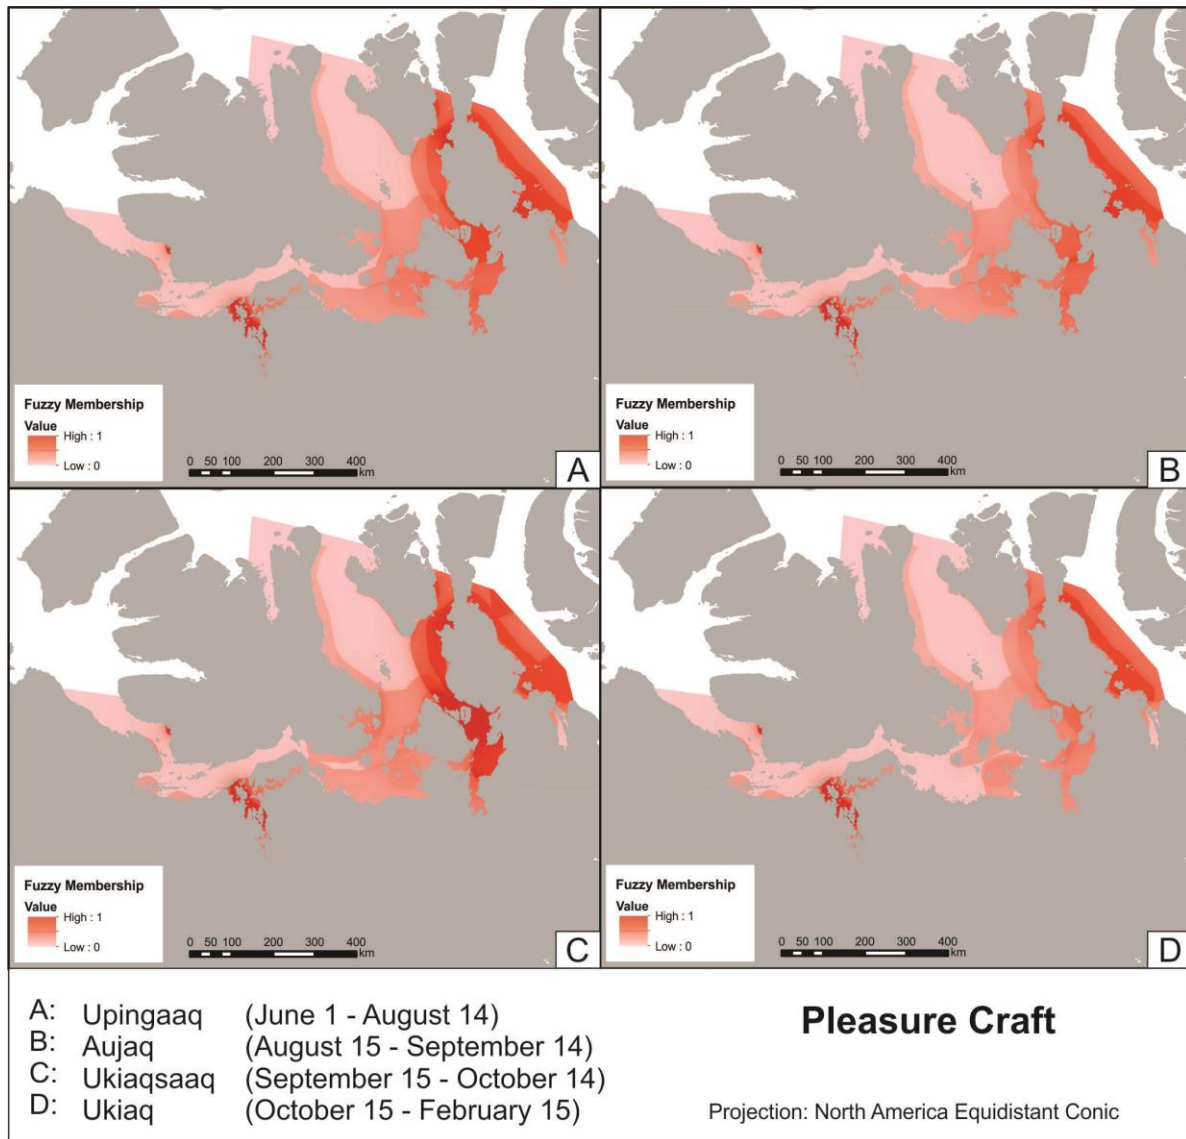 Fuzzy Membership
Value
High : 1
Low : 0
0 50 100 200 300 400
km
A
Fuzzy Membership
Value
High : 1
Low : 0
0 50 100 200 300 400
km
B
Fuzzy Membership
Value
High : 1
Low : 0
0 50 100 200 300 400
km
C
Fuzzy Membership
Value
High : 1
Low : 0
0 50 100 200 300 400
km
D
A: Upingaaq (June 1 - August 14)
B: Aujaq (August 15 - September 14)
C: Ukiaqsaaq (September 15 - October 14)
D: Ukiaq (October 15 - February 15)
Pleasure Craft
Projection: North America Equidistant Conic